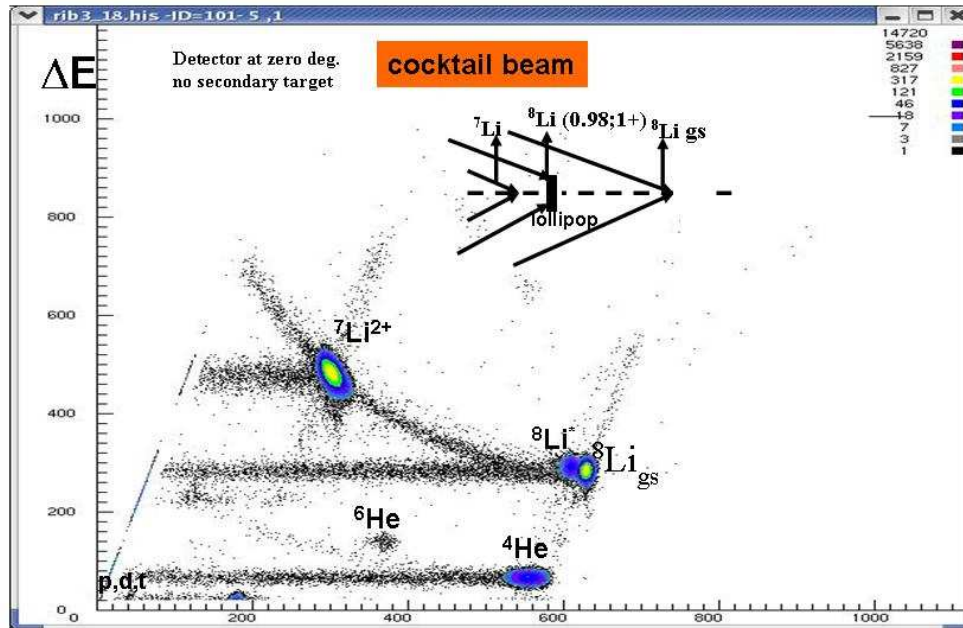 rib3_18.his -ID=101- 5 ,1
ΔE
Detector at zero deg.
no secondary target
cocktail beam
14720
5638
2159
827
317
121
46
18
7
3
1
⁷Li
⁸Li (0.98;1+)
⁸Li gs
lollipop
⁷Li²⁺
⁸Li*
⁸Li gs
⁶He
⁴He
p,d,t
1000
800
600
400
200
0
0
200
400
600
800
1000